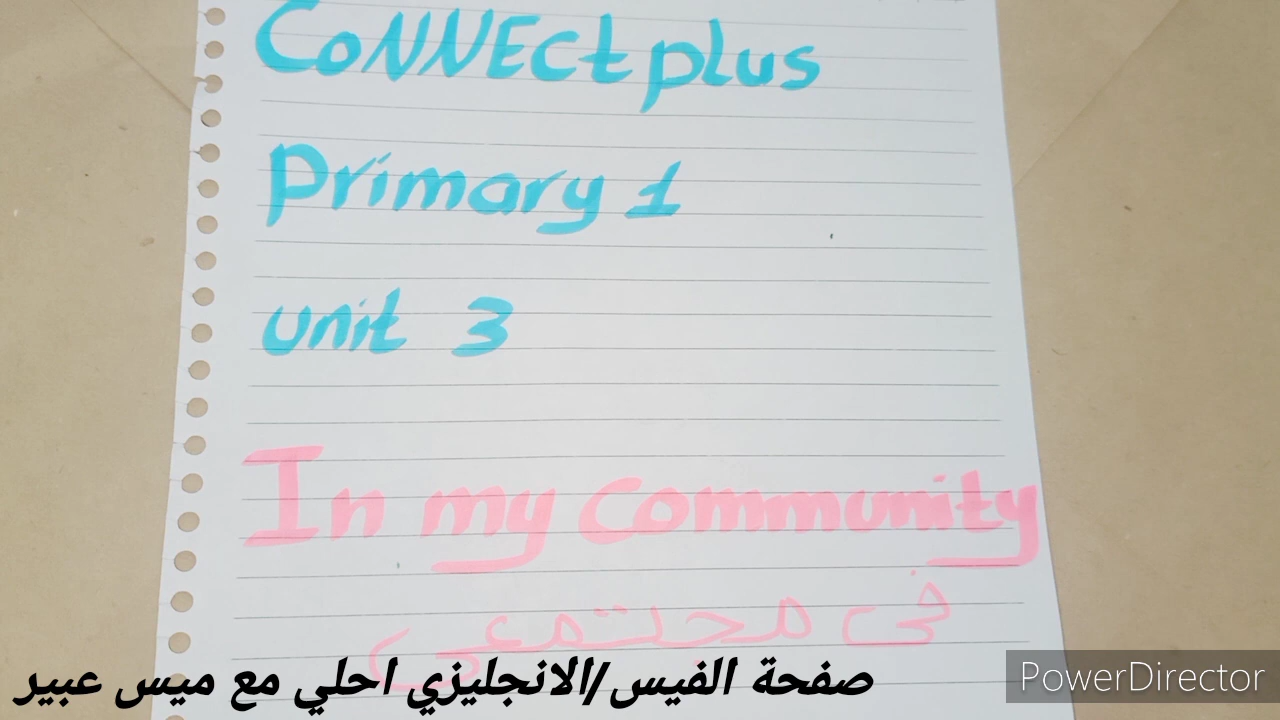 CoNNEct plus
primary 1
unit 3
In my community
فى مجتمعى
صفحة الفيس/الانجليزي احلي مع ميس عبير
PowerDirector